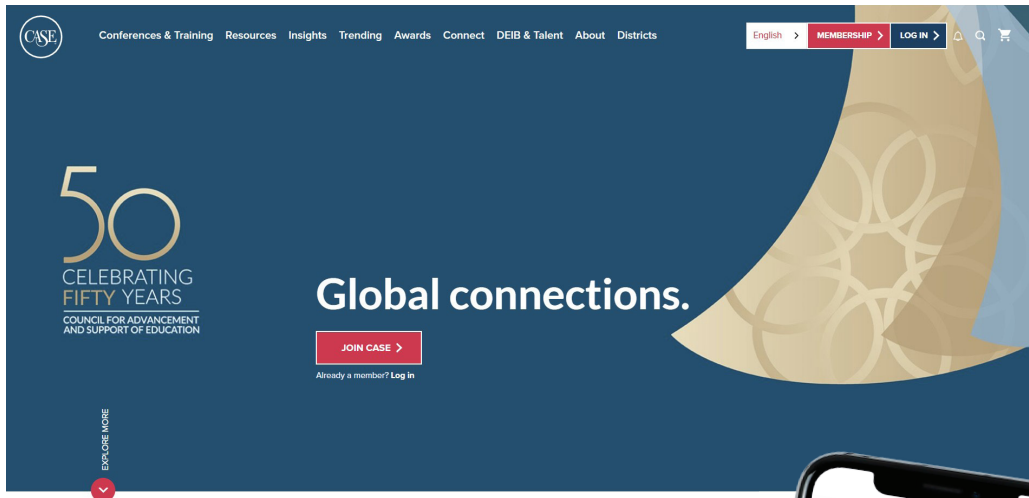 CASE
Conferences & Training Resources Insights Trending Awards Connect DEIB & Talent About Districts
English
MEMBERSHIP
LOG IN
50
CELEBRATING
FIFTY YEARS
COUNCIL FOR ADVANCEMENT
AND SUPPORT OF EDUCATION
Global connections.
JOIN CASE
Already a member? Log in
EXPLORE MORE